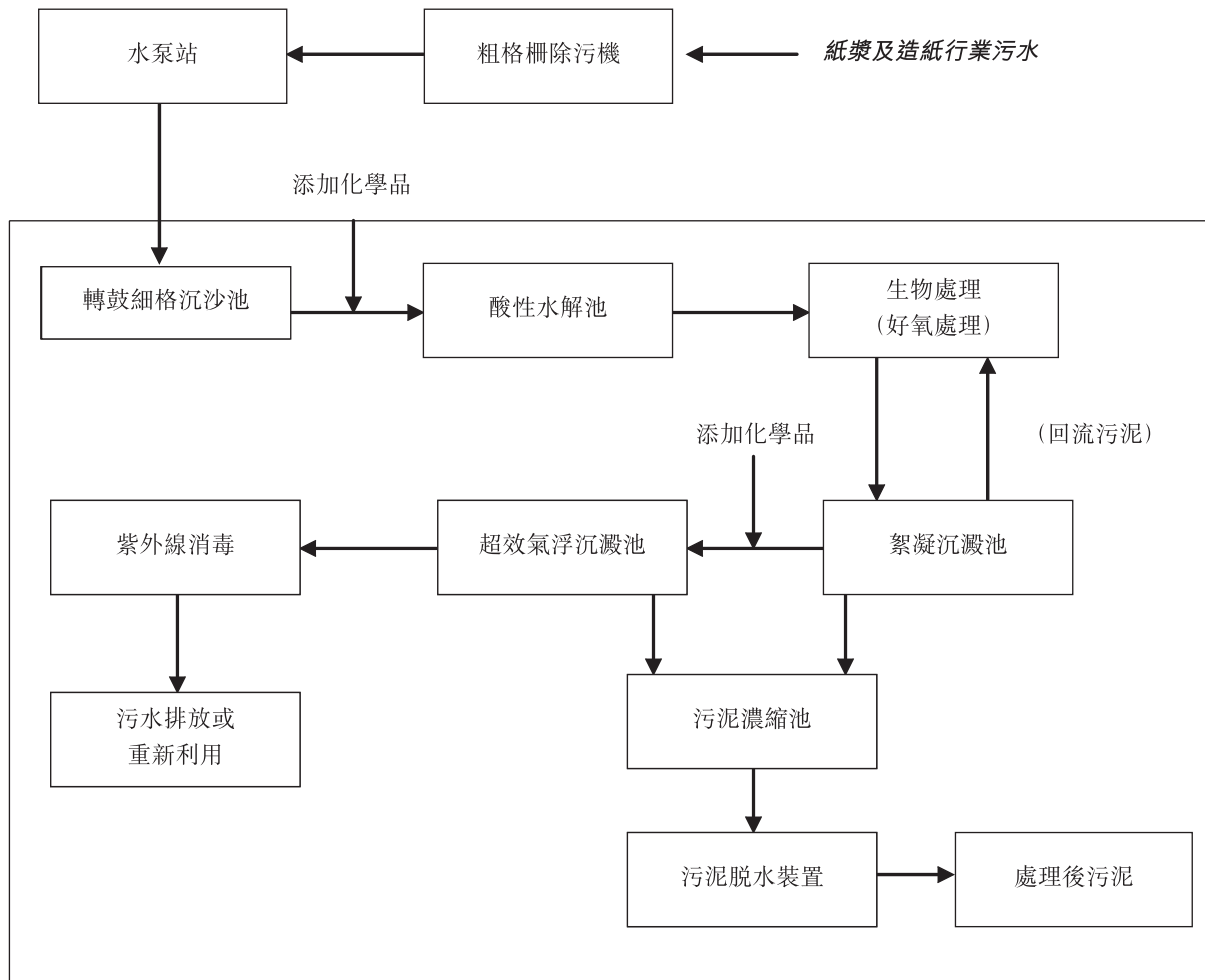 水泵站
粗格柵除污機
紙漿及造紙行業污水
添加化學品
轉鼓細格沉沙池
酸性水解池
生物處理
（好氧處理）
添加化學品
（回流污泥）
紫外線消毒
超效氣浮沉澱池
絮凝沉澱池
污水排放或
重新利用
污泥濃縮池
污泥脱水裝置
處理後污泥